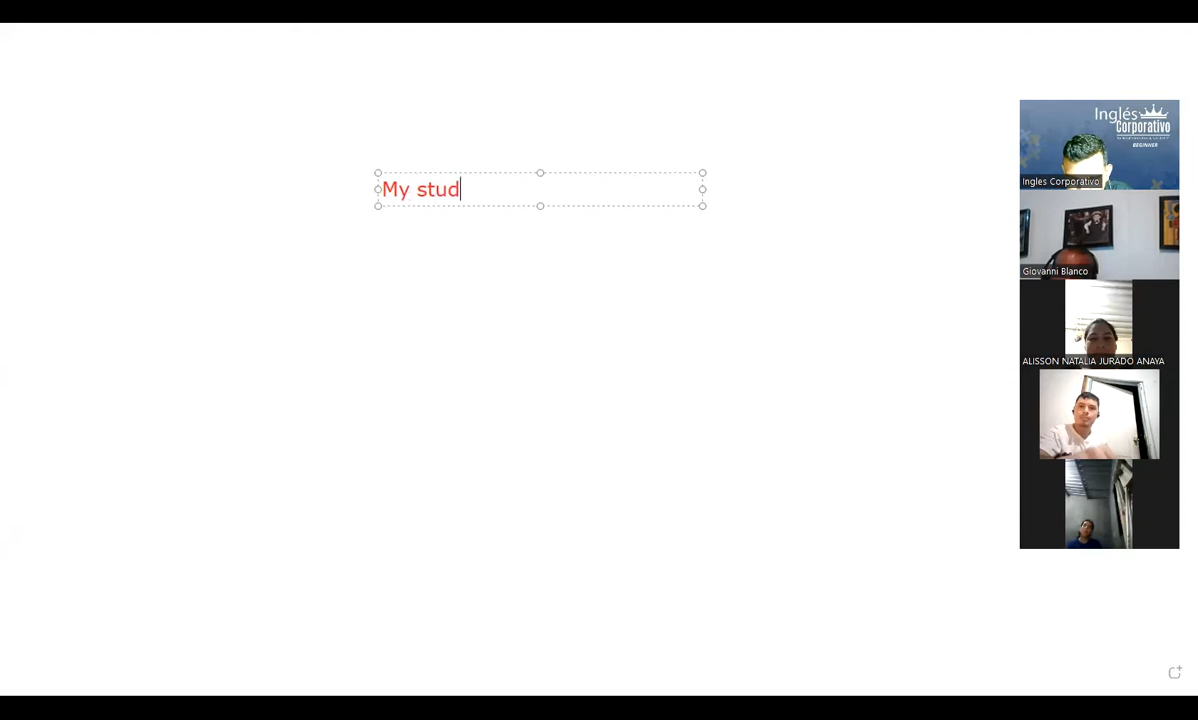 My stud
Inglés
Corporativo
BEGINNER
Ingles Corporativo
Giovanni Blanco
ALISSON NATALIA JURADO ANAYA